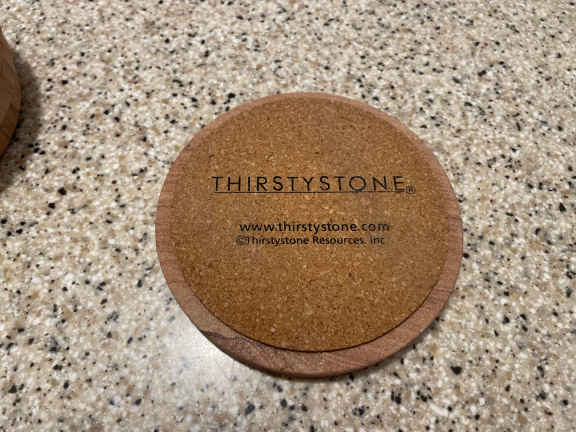 THIRSTYSTONE®
www.thirstystone.com
©Thirstystone Resources, inc